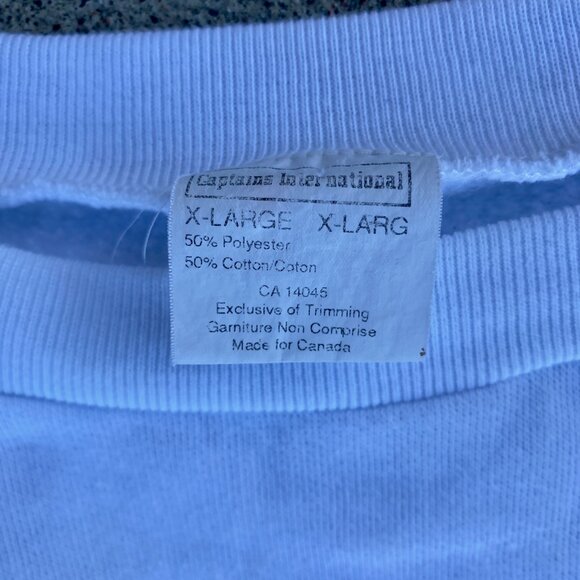 Captains International
X-LARGE X-LARG
50% Polyester
50% Cotton/Coton
CA 14045
Exclusive of Trimming
Garniture Non Comprise
Made for Canada